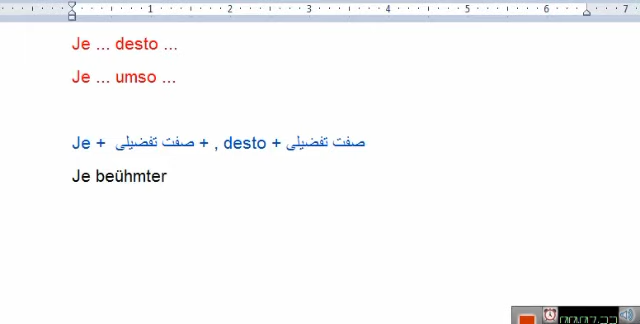 Je ... desto ...
Je ... umso ...
Je + صفت تفضیلی + , desto + صفت تفضیلی
Je beühmter